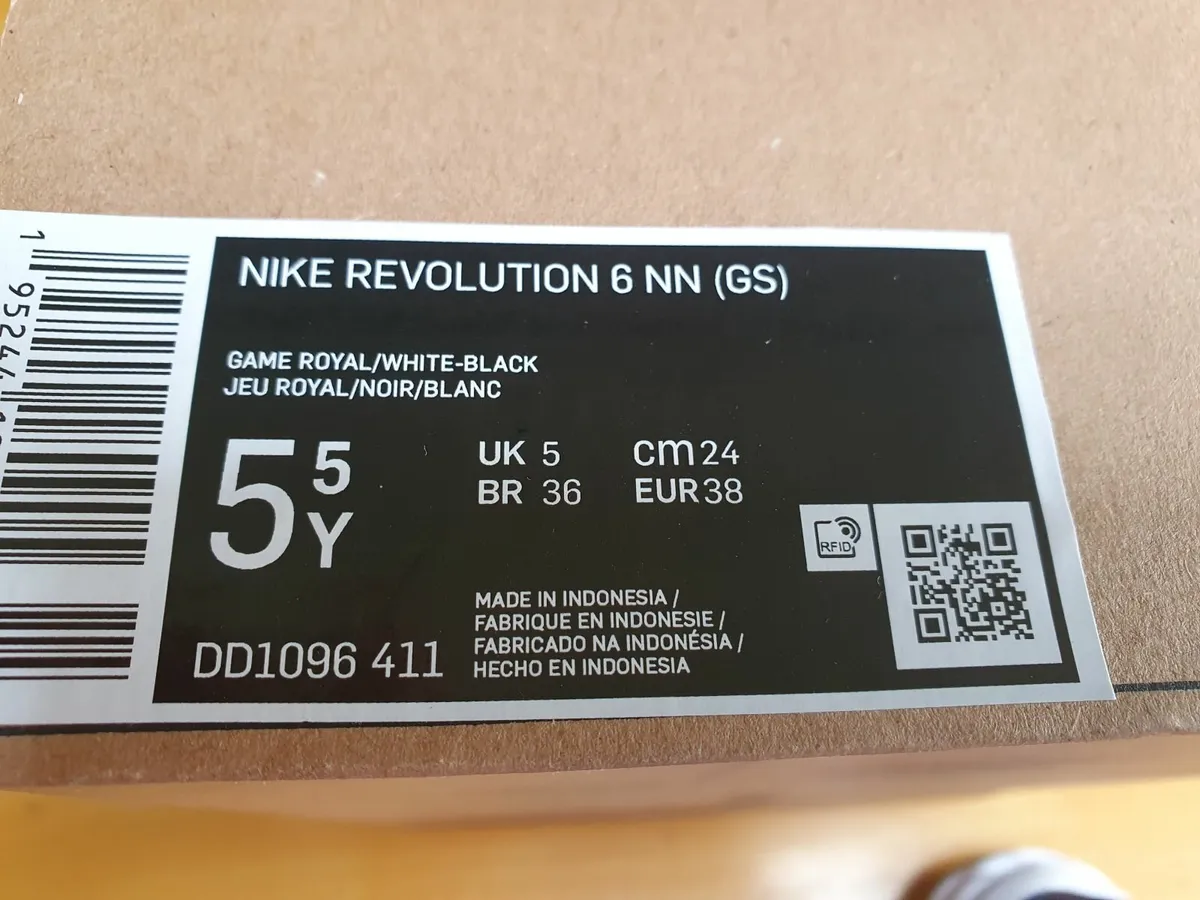 NIKE REVOLUTION 6 NN (GS)
GAME ROYAL/WHITE-BLACK
JEU ROYAL/NOIR/BLANC
5 5 Y
UK 5
BR 36
cm 24
EUR 38
RFID
MADE IN INDONESIA /
FABRIQUE EN INDONESIE /
FABRICADO NA INDONÉSIA /
HECHO EN INDONESIA
DD1096 411
1 95244